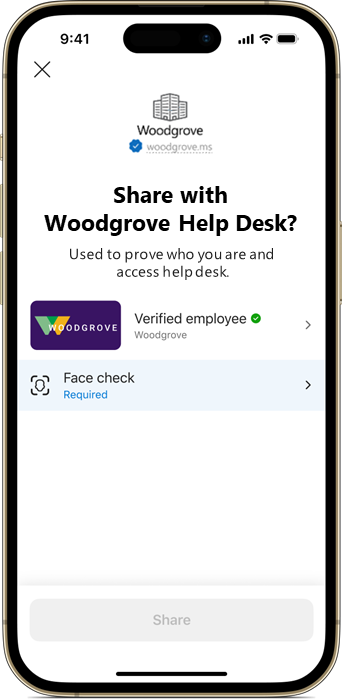 9:41
Woodgrove
woodgrove.ms
Share with
Woodgrove Help Desk?
Used to prove who you are and
access help desk.
WOODGROVE
Verified employee
Woodgrove
Face check
Required
Share